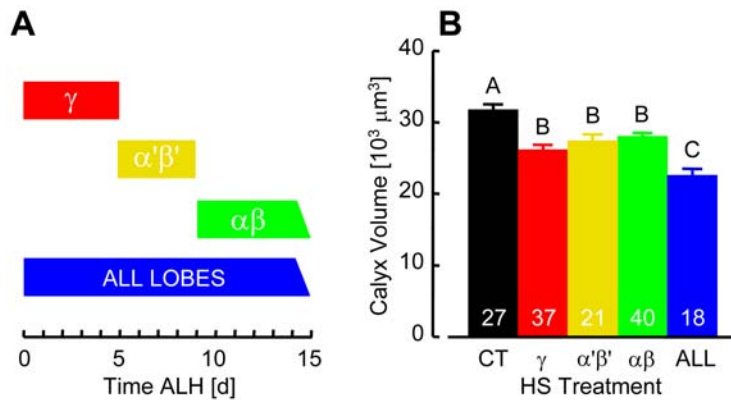 A
γ
α'β'
αβ
ALL LOBES
0 5 10 15
Time ALH [d]
B
Calyx Volume [10³ μm³]
40
30
20
10
0
A
B
B
B
C
27 37 21 40 18
CT γ α'β' αβ ALL
HS Treatment